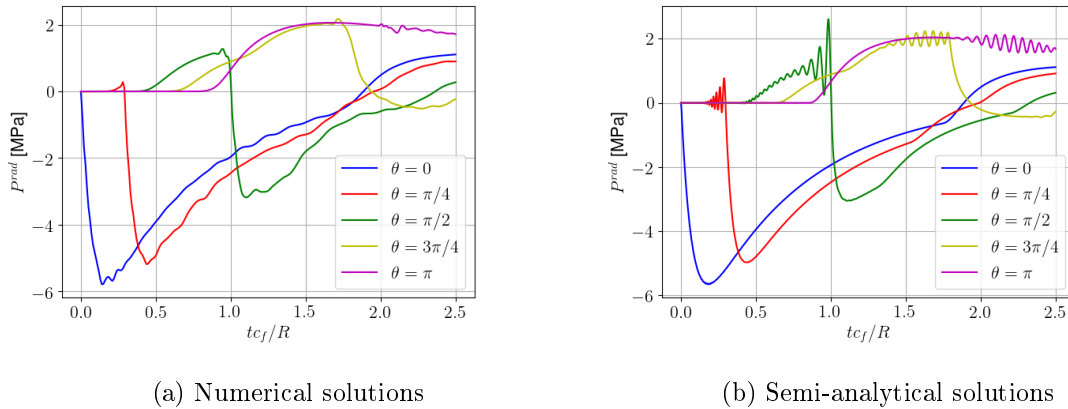 2
0
−2
−4
−6
P^{rad} [MPa]
0.0 0.5 1.0 1.5 2.0 2.5
tc_f/R
θ = 0
θ = π/4
θ = π/2
θ = 3π/4
θ = π
(a) Numerical solutions
2
0
−2
−4
−6
P^{rad} [MPa]
0.0 0.5 1.0 1.5 2.0 2.5
tc_f/R
θ = 0
θ = π/4
θ = π/2
θ = 3π/4
θ = π
(b) Semi-analytical solutions